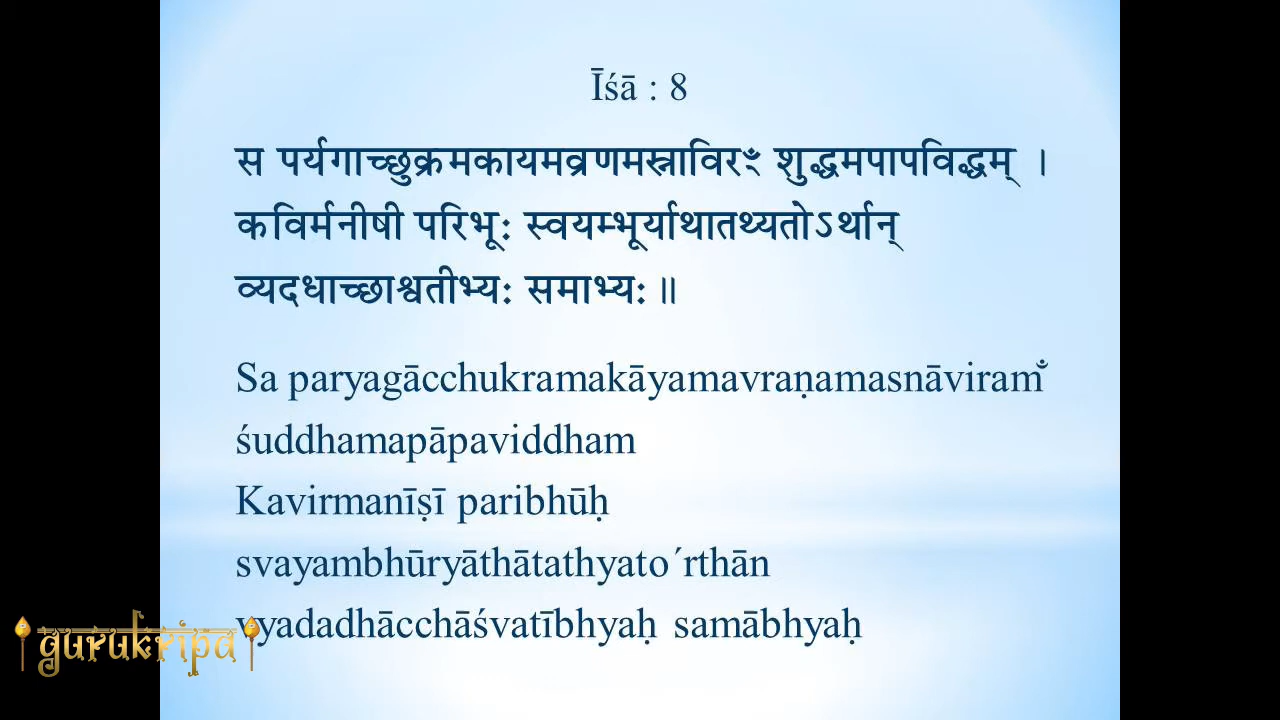 Īśā : 8
स पर्यगाच्छुक्रमकायमव्रणमस्नाविरꣳ शुद्धमपापविद्धम् ।
कविर्मनीषी परिभूः स्वयम्भूर्याथातथ्यतोऽर्थान्
व्यदधाच्छाश्वतीभ्यः समाभ्यः ॥
Sa paryagācchukramakāyamavraṇamasnāviram̐
śuddhamapāpaviddham
Kavirmanīṣī paribhūḥ
svayambhūryāthātathyato´rthān
vyadadhācchāśvatībhyaḥ samābhyaḥ
gurukripa